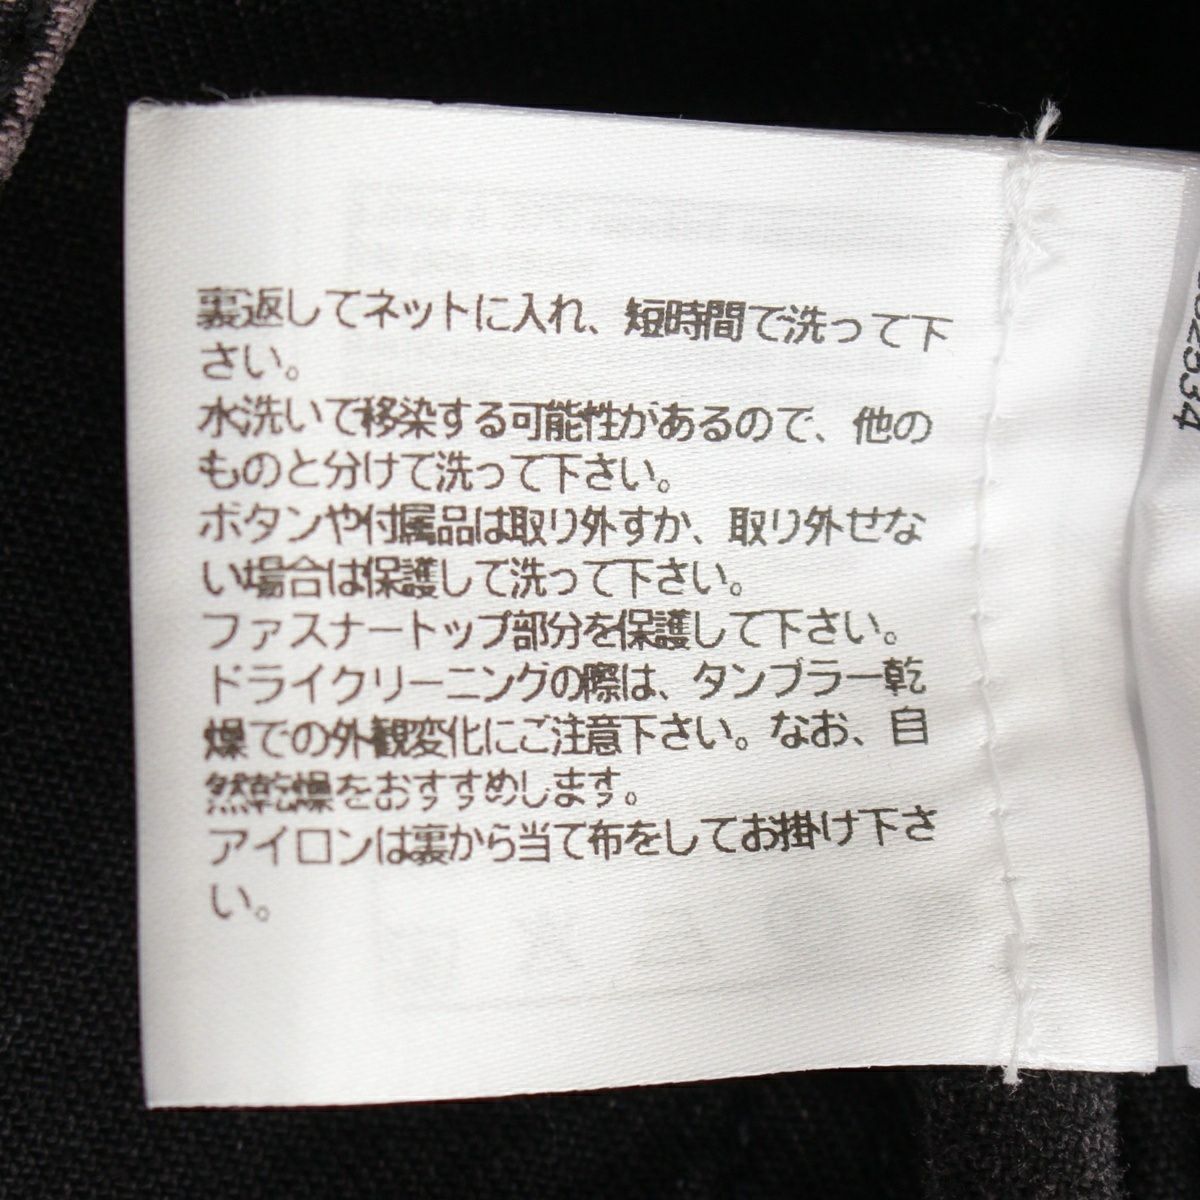 裏返してネットに入れ、短時間で洗って下
さい。
水洗いで移染する可能性があるので、他の
ものと分けて洗って下さい。
ボタンや付属品は取り外すか、取り外せな
い場合は保護して洗って下さい。
ファスナートップ部分を保護して下さい。
ドライクリーニングの際は、タンブラー乾
燥での外観変化にご注意下さい。なお、自
然乾燥をおすすめします。
アイロンは裏から当て布をしてお掛け下さ
い。